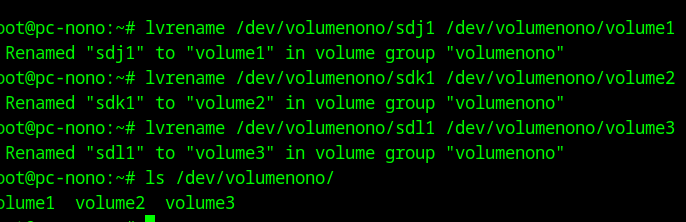 oot@pc-nono:~# lvrename /dev/volumenono/sdj1 /dev/volumenono/volume1
Renamed "sdj1" to "volume1" in volume group "volumenono"
oot@pc-nono:~# lvrename /dev/volumenono/sdk1 /dev/volumenono/volume2
Renamed "sdk1" to "volume2" in volume group "volumenono"
oot@pc-nono:~# lvrename /dev/volumenono/sdl1 /dev/volumenono/volume3
Renamed "sdl1" to "volume3" in volume group "volumenono"
oot@pc-nono:~# ls /dev/volumenono/
olume1  volume2  volume3